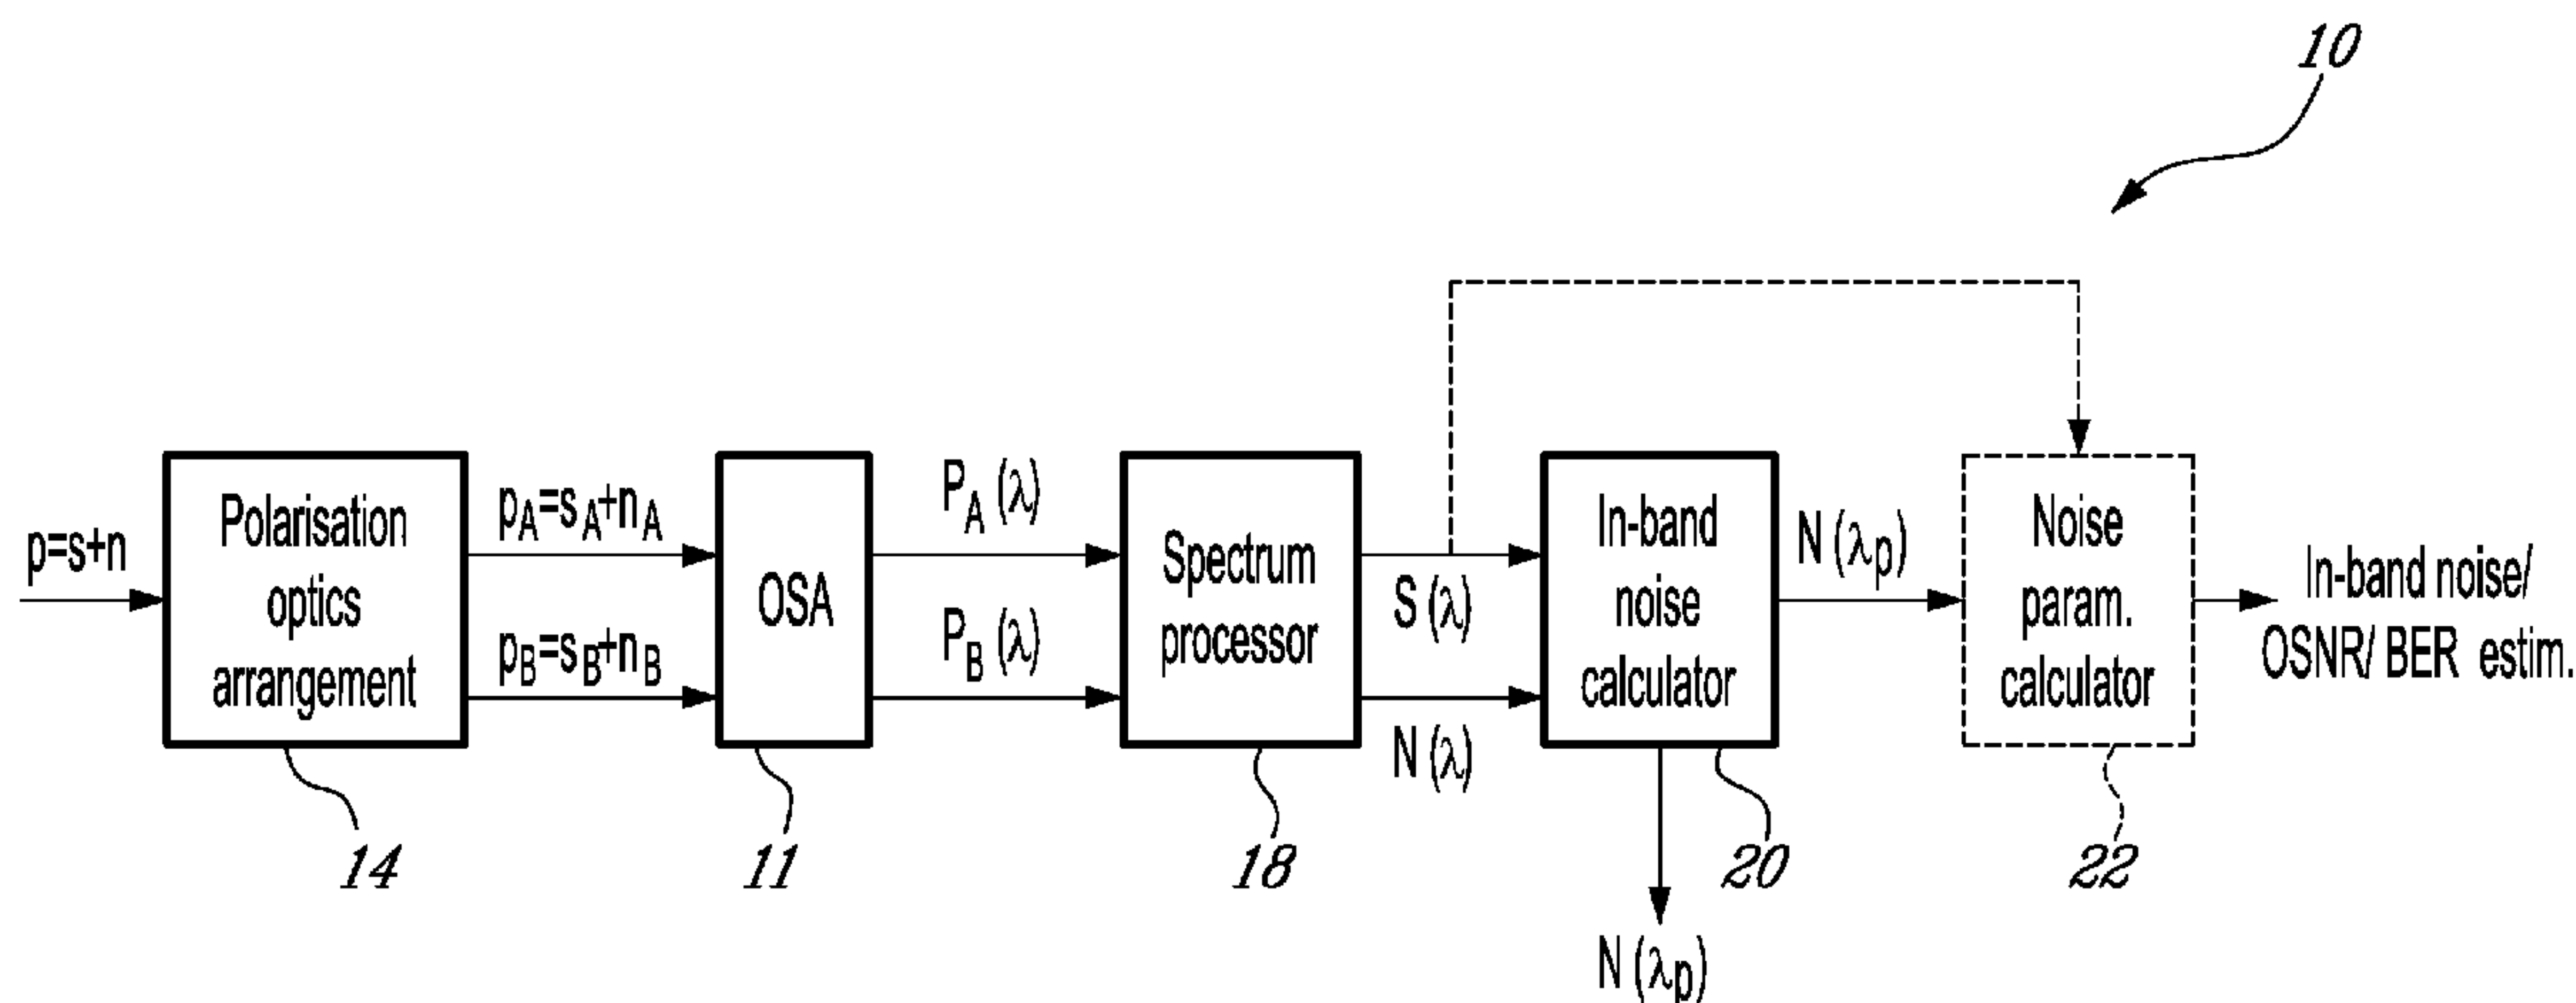 10
p=s+n
Polarisation
optics
arrangement
14
pA=sA+nA
pB=sB+nB
OSA
11
PA (λ)
PB (λ)
Spectrum
processor
18
S (λ)
N (λ)
In-band
noise
calculator
20
N (λp)
N (λp)
Noise
param.
calculator
22
In-band noise/
OSNR/ BER estim.